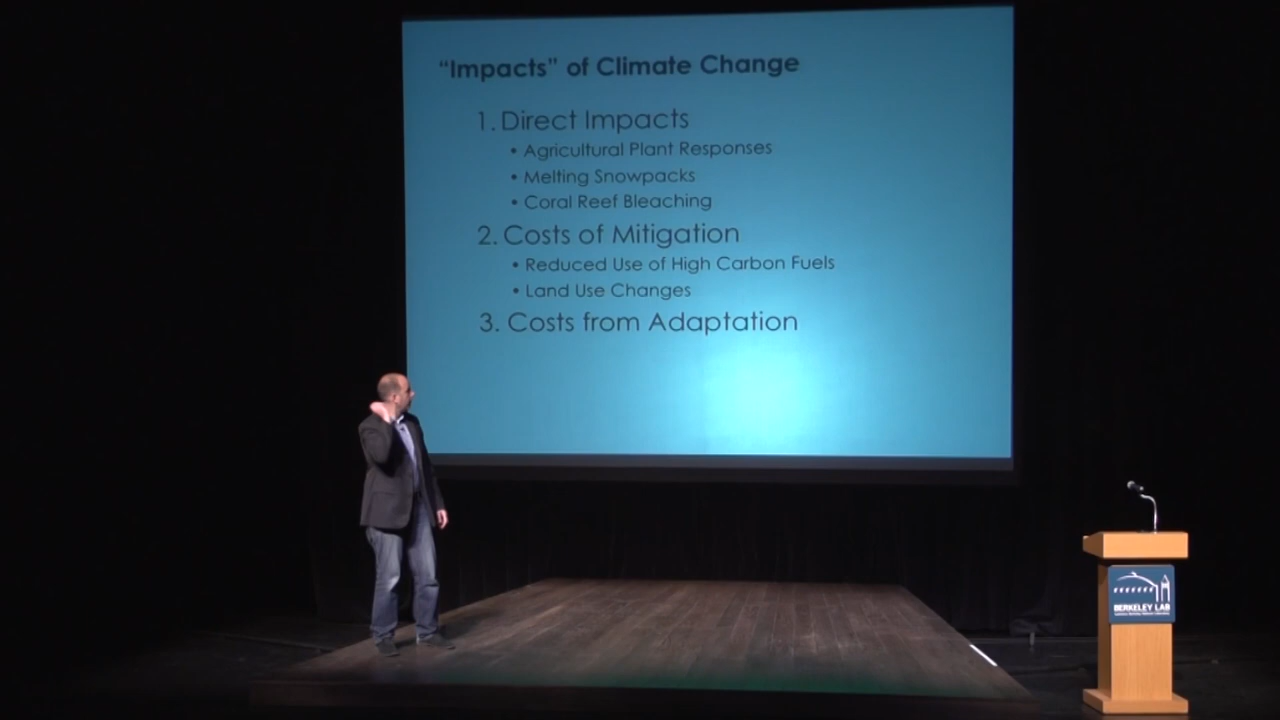 “Impacts” of Climate Change
1. Direct Impacts
• Agricultural Plant Responses
• Melting Snowpacks
• Coral Reef Bleaching
2. Costs of Mitigation
• Reduced Use of High Carbon Fuels
• Land Use Changes
3. Costs from Adaptation
BERKELEY LAB